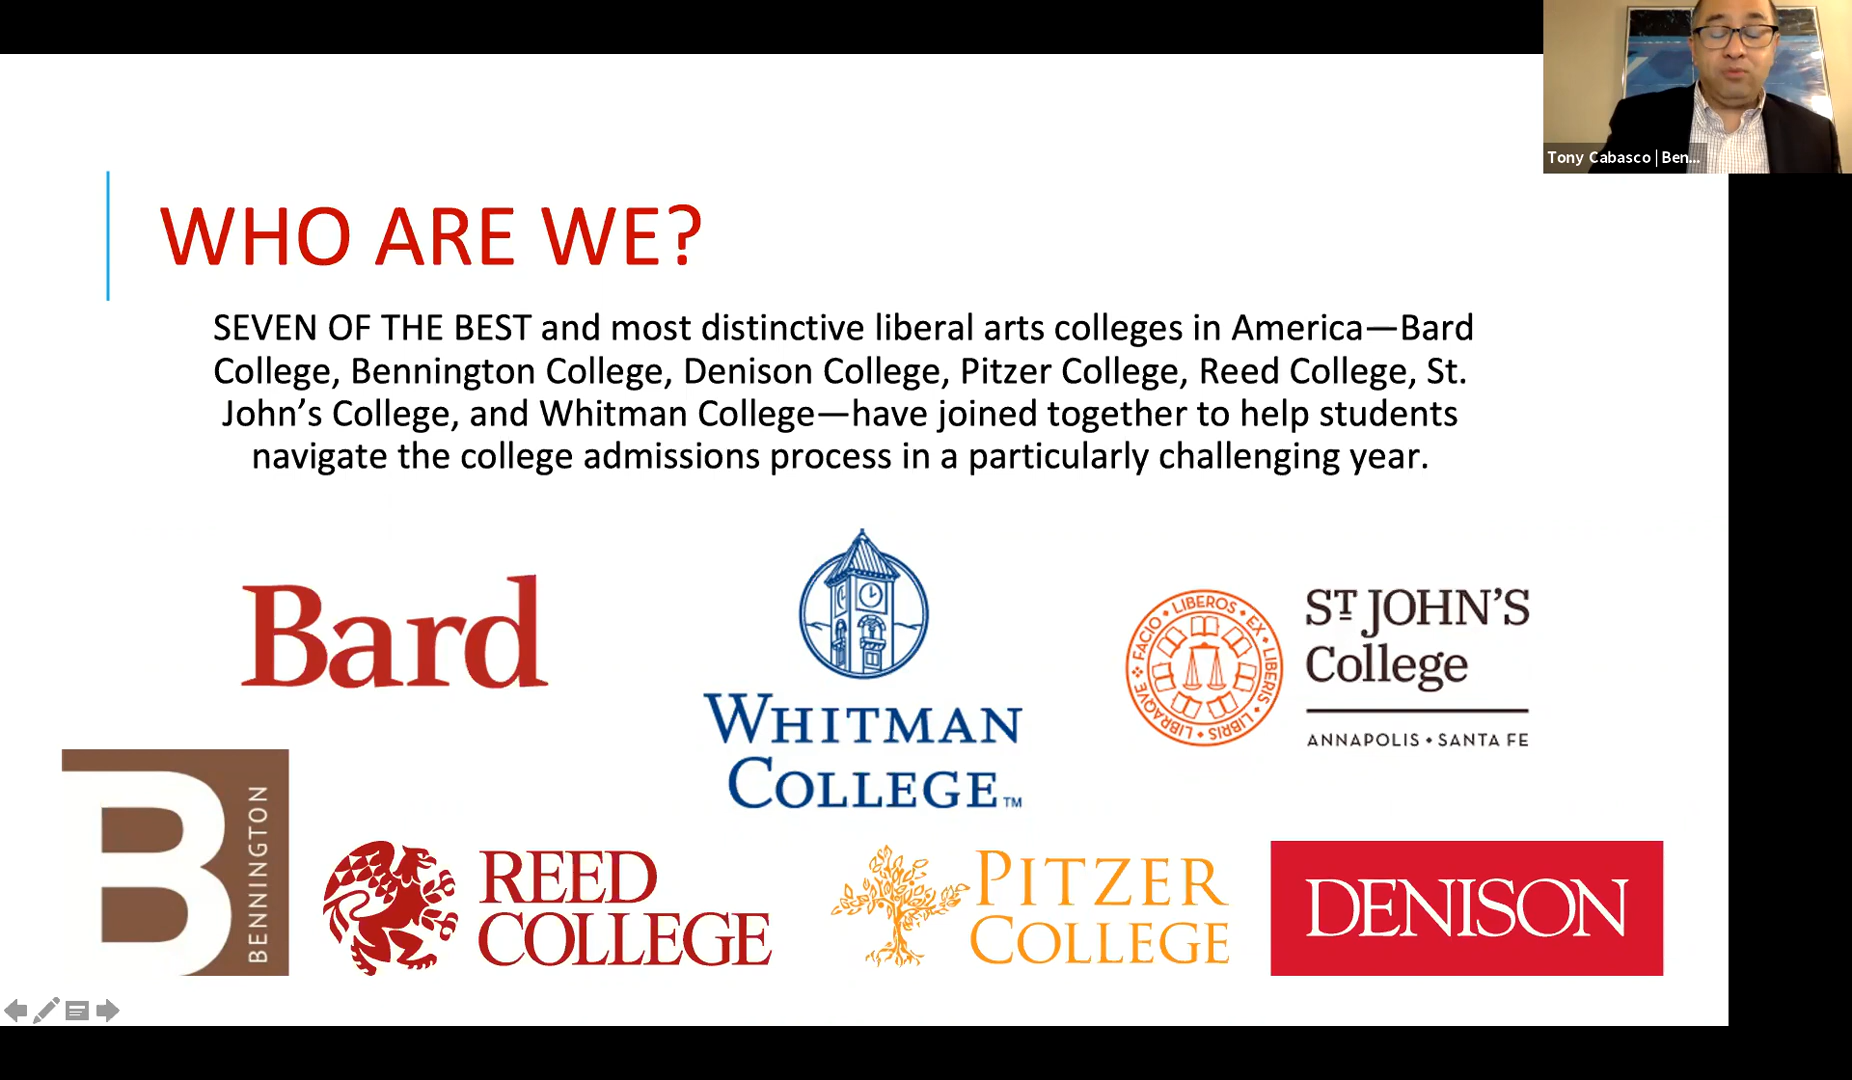 Tony Cabasco | Ben...
WHO ARE WE?
SEVEN OF THE BEST and most distinctive liberal arts colleges in America—Bard
College, Bennington College, Denison College, Pitzer College, Reed College, St.
John’s College, and Whitman College—have joined together to help students
navigate the college admissions process in a particularly challenging year.
Bard
WHITMAN
COLLEGE™
FACIO • LIBEROS • EX • LIBERIS • LIBRIS • LIBRAQVE
ST JOHN’S
College
ANNAPOLIS • SANTA FE
B
BENNINGTON
REED
COLLEGE
PITZER
COLLEGE
DENISON